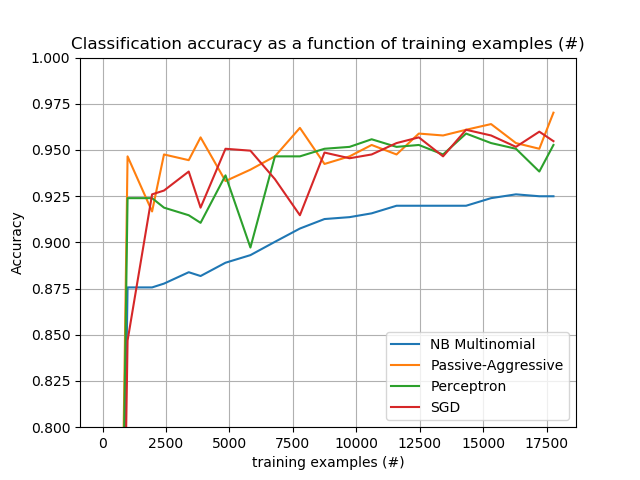 Classification accuracy as a function of training examples (#)
1.000
0.975
0.950
0.925
0.900
0.875
0.850
0.825
0.800
Accuracy
NB Multinomial
Passive-Aggressive
Perceptron
SGD
0 2500 5000 7500 10000 12500 15000 17500
training examples (#)